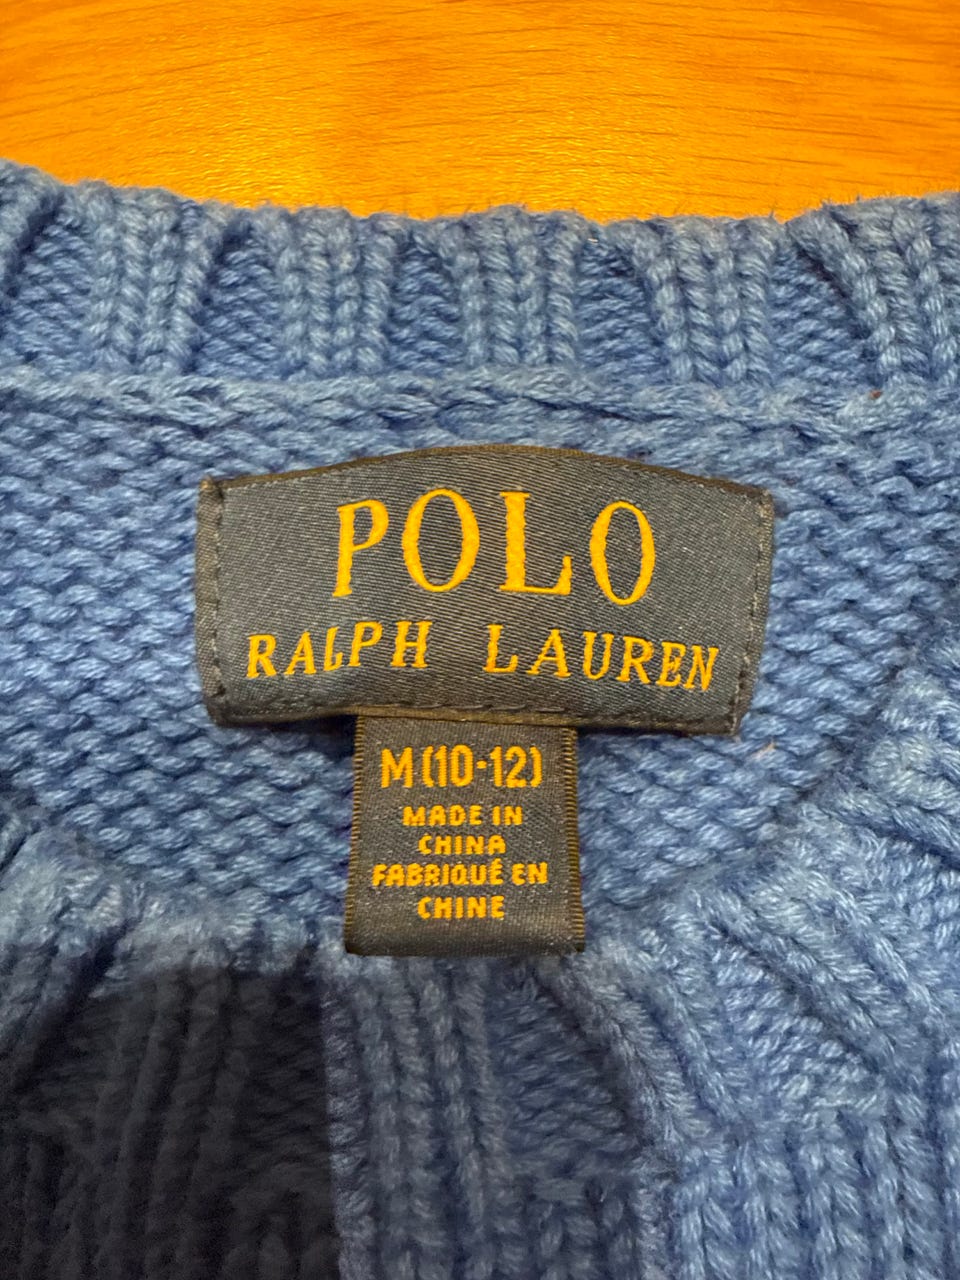 POLO
RALPH LAUREN
M (10-12)
MADE IN
CHINA
FABRIQUÉ EN
CHINE